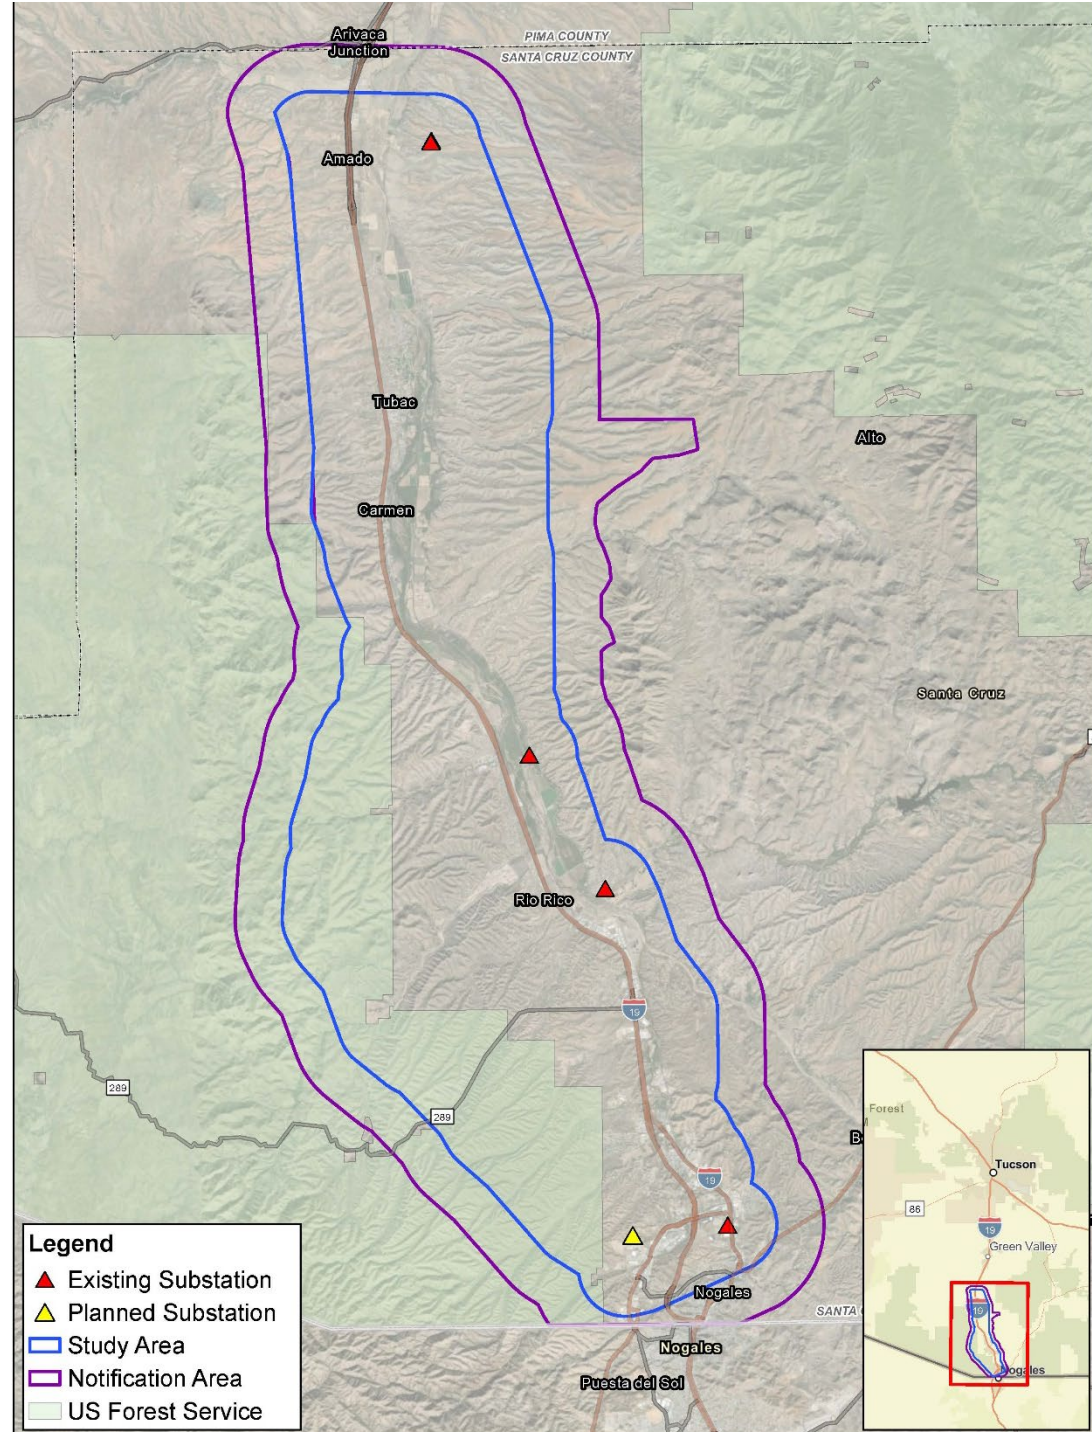 Arivaca
Junction
PIMA COUNTY
SANTA CRUZ COUNTY
Amado
Tubac
Alto
Carmen
Santa Cruz
Rio Rico
19
289
289
19
Nogales
SANTA
Nogales
Puesta del Sol
Legend
Existing Substation
Planned Substation
Study Area
Notification Area
US Forest Service
Forest
Tucson
86
19
Green Valley
19
Nogales